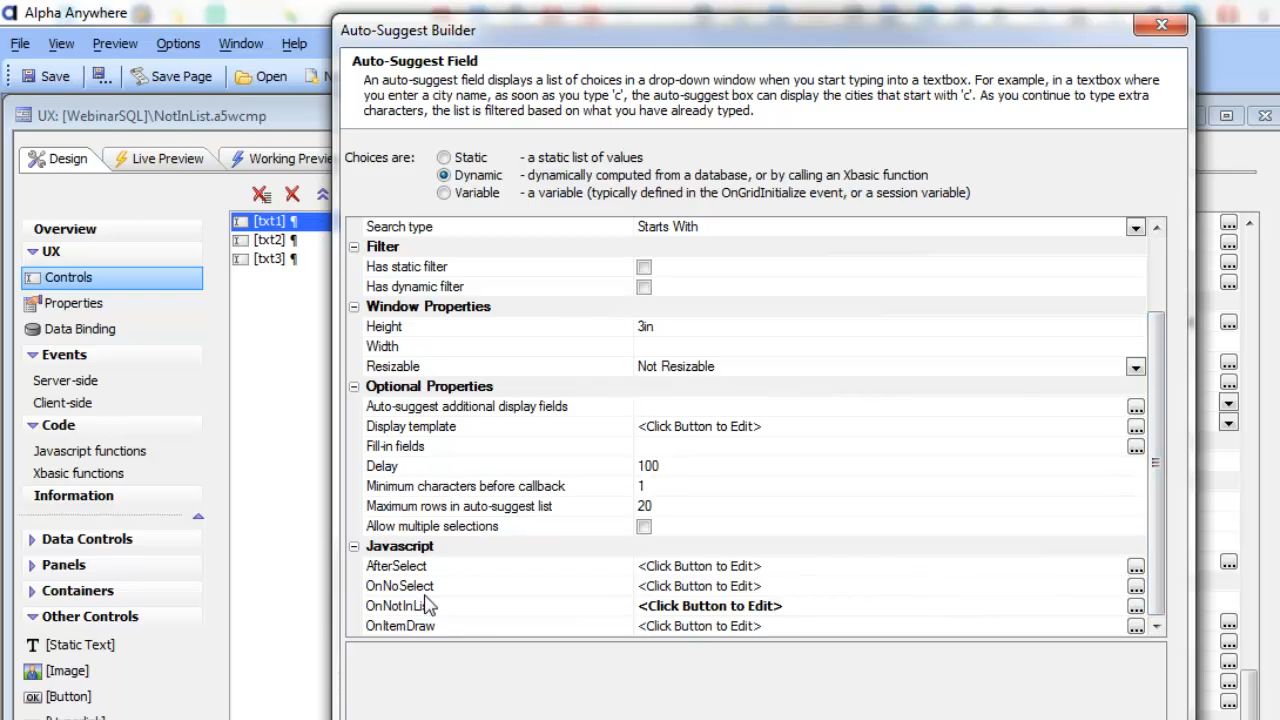 Alpha Anywhere
File View Preview Options Window Help
Save Save Page Open N
UX: [WebinarSQL]\NotInList.a5wcmp
Design Live Preview Working Previe
Overview
UX
Controls
Properties
Data Binding
Events
Server-side
Client-side
Code
Javascript functions
Xbasic functions
Information
Data Controls
Panels
Containers
Other Controls
T [Static Text]
[Image]
OK [Button]
[txt1] ¶
[txt2] ¶
[txt3] ¶
Auto-Suggest Builder
Auto-Suggest Field
An auto-suggest field displays a list of choices in a drop-down window when you start typing into a textbox. For example, in a textbox where
you enter a city name, as soon as you type 'c', the auto-suggest box can display the cities that start with 'c'. As you continue to type extra
characters, the list is filtered based on what you have already typed.
Choices are: Static - a static list of values
Dynamic - dynamically computed from a database, or by calling an Xbasic function
Variable - a variable (typically defined in the OnGridInitialize event, or a session variable)
Search type Starts With
Filter
Has static filter
Has dynamic filter
Window Properties
Height 3in
Width
Resizable Not Resizable
Optional Properties
Auto-suggest additional display fields
Display template <Click Button to Edit>
Fill-in fields
Delay 100
Minimum characters before callback 1
Maximum rows in auto-suggest list 20
Allow multiple selections
Javascript
AfterSelect <Click Button to Edit>
OnNoSelect <Click Button to Edit>
OnNotInList <Click Button to Edit>
OnItemDraw <Click Button to Edit>